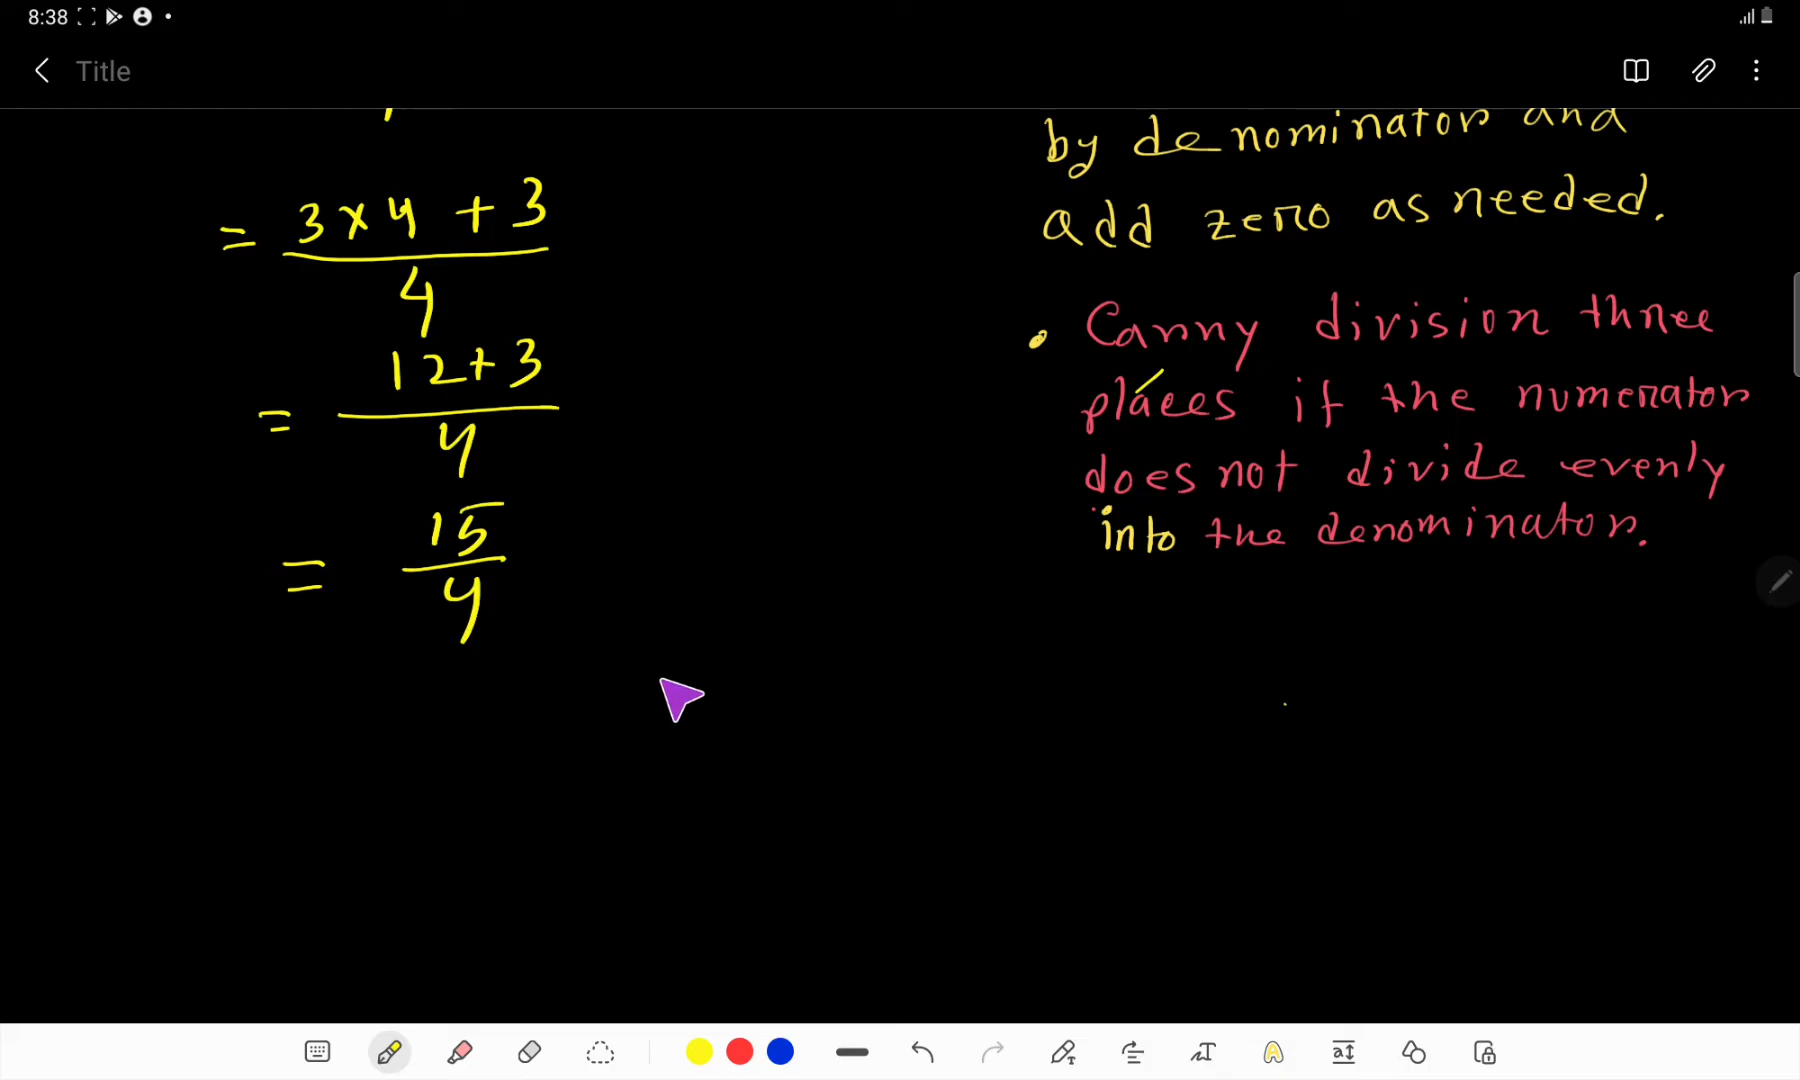 8:38
Title
= 3 × 4 + 3
4
= 12 + 3
4
= 15
4
by denominator and
add zero as needed.
• Carry division three
places if the numerator
does not divide evenly
into the denominator.